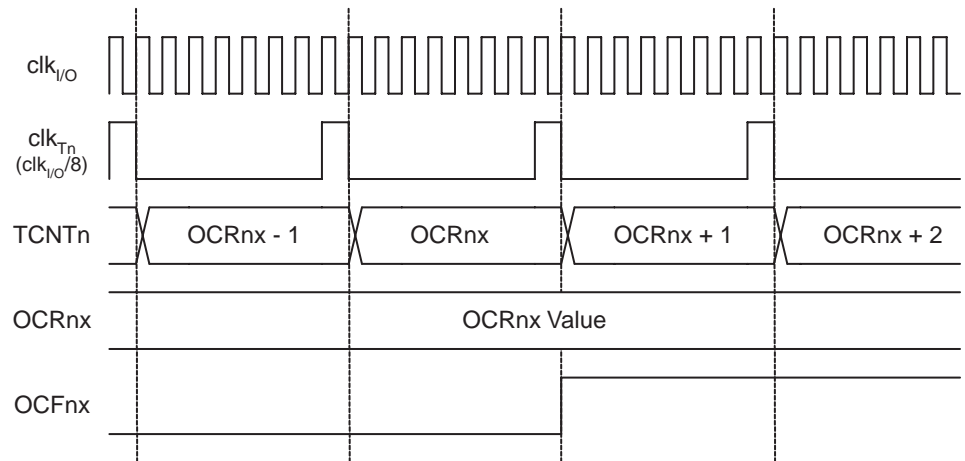 clkI/O
clkTn
(clkI/O/8)
TCNTn
OCRnx - 1
OCRnx
OCRnx + 1
OCRnx + 2
OCRnx
OCRnx Value
OCFnx